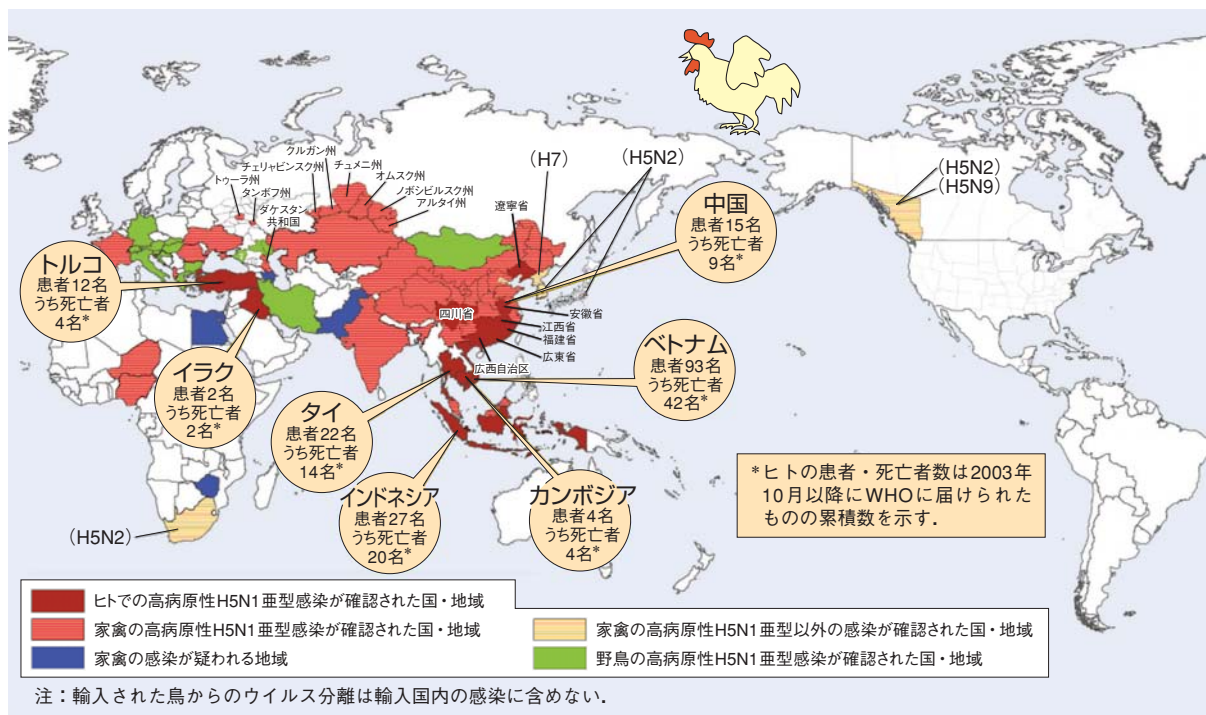 クルガン州
チェリャビンスク州
チュメニ州
トゥーラ州
オムスク州
タンボフ州
ノボシビルスク州
ダケスタン
共和国
アルタイ州
(H7)
(H5N2)
遼寧省
(H5N2)
(H5N9)
中国
患者15名
うち死亡者
9名*
トルコ
患者12名
うち死亡者
4名*
四川省
安徽省
江西省
福建省
広東省
広西自治区
イラク
患者2名
うち死亡者
2名*
ベトナム
患者93名
うち死亡者
42名*
タイ
患者22名
うち死亡者
14名*
インドネシア
患者27名
うち死亡者
20名*
カンボジア
患者4名
うち死亡者
4名*
*ヒトの患者・死亡者数は2003年
10月以降にWHOに届けられた
ものの累積数を示す．
(H5N2)
ヒトでの高病原性H5N1亜型感染が確認された国・地域
家禽の高病原性H5N1亜型感染が確認された国・地域
家禽の高病原性H5N1亜型以外の感染が確認された国・地域
家禽の感染が疑われる地域
野鳥の高病原性H5N1亜型感染が確認された国・地域
注：輸入された鳥からのウイルス分離は輸入国内の感染に含めない．